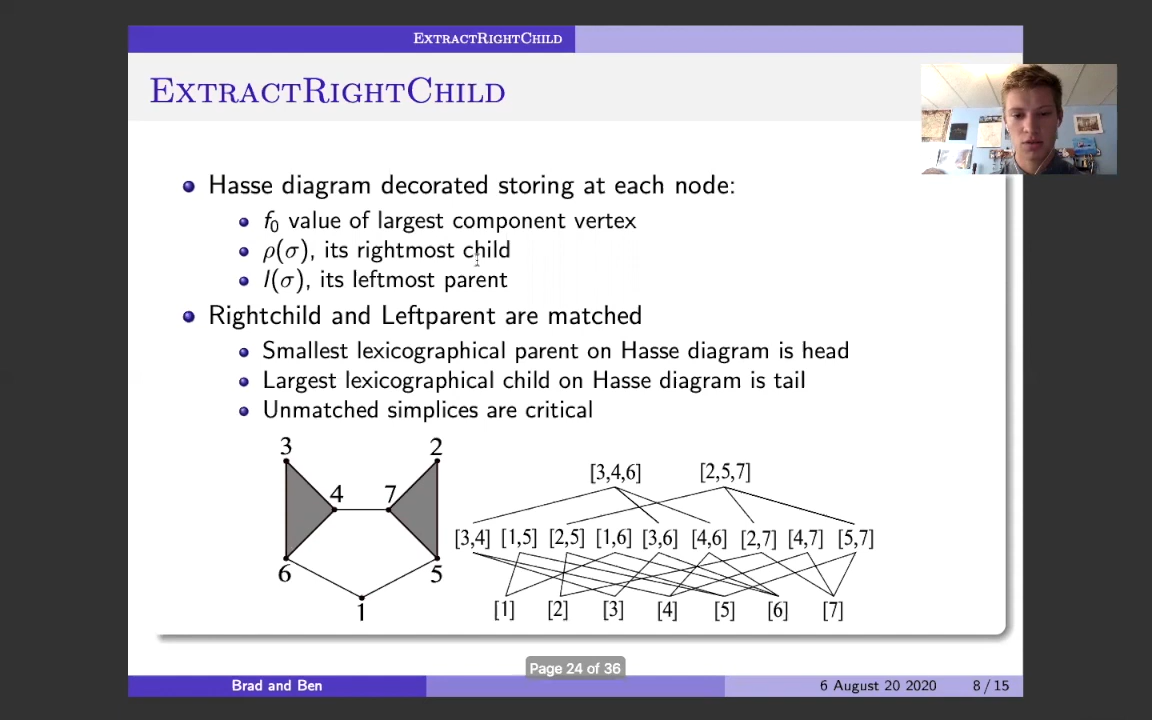 EXTRACTRIGHTCHILD
EXTRACTRIGHTCHILD
Hasse diagram decorated storing at each node:
f₀ value of largest component vertex
ρ(σ), its rightmost child
l(σ), its leftmost parent
Rightchild and Leftparent are matched
Smallest lexicographical parent on Hasse diagram is head
Largest lexicographical child on Hasse diagram is tail
Unmatched simplices are critical
3 2
4 7
6 5
1
[3,4,6] [2,5,7]
[3,4] [1,5] [2,5] [1,6] [3,6] [4,6] [2,7] [4,7] [5,7]
[1] [2] [3] [4] [5] [6] [7]
Page 24 of 36
Brad and Ben 6 August 20 2020 8 / 15